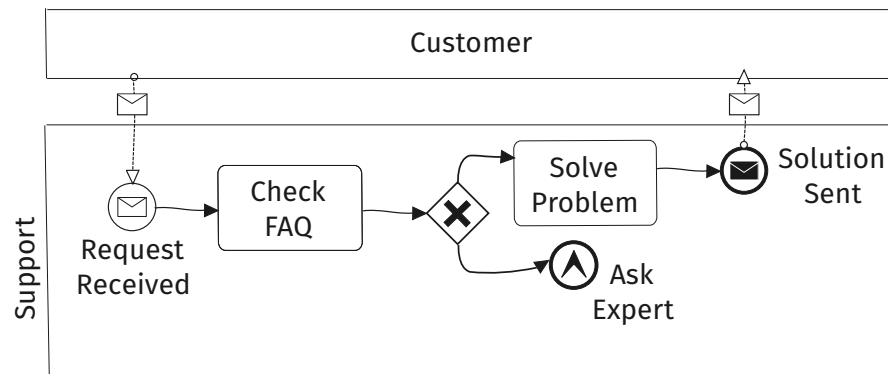 Customer
Support
Request
Received
Check
FAQ
Solve
Problem
Solution
Sent
Ask
Expert